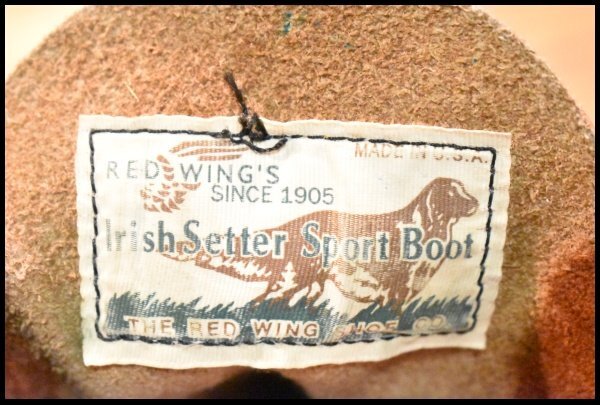 MADE IN U.S.A.
RED WING'S
SINCE 1905
Irish Setter Sport Boot
THE RED WING SHOE CO.